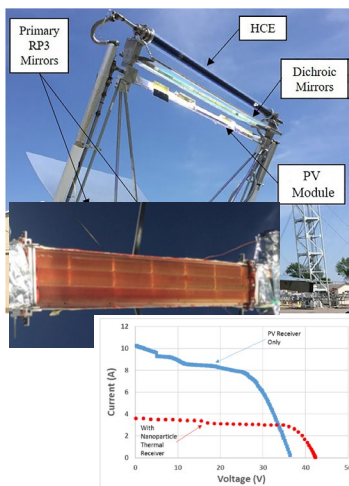 Primary
RP3
Mirrors
HCE
Dichroic
Mirrors
PV
Module
PV Receiver
Only
With
Nanoparticle
Thermal
Receiver
Current (A)
12
10
8
6
4
2
0
0
10
20
30
40
50
Voltage (V)